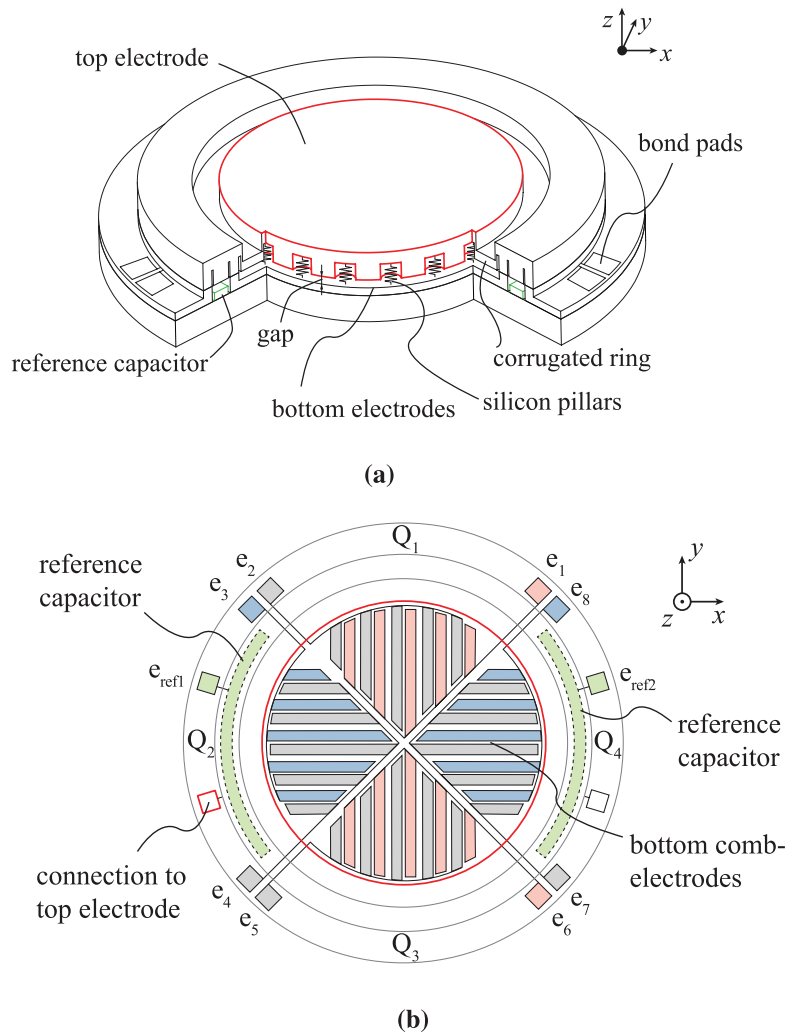 z
y
x
top electrode
bond pads
gap
reference capacitor
corrugated ring
bottom electrodes
silicon pillars
(a)
Q1
reference
capacitor
e2
e3
e1
e8
y
z
x
eref1
eref2
Q2
Q4
reference
capacitor
connection to
top electrode
bottom comb-
electrodes
e4
e5
e7
e6
Q3
(b)